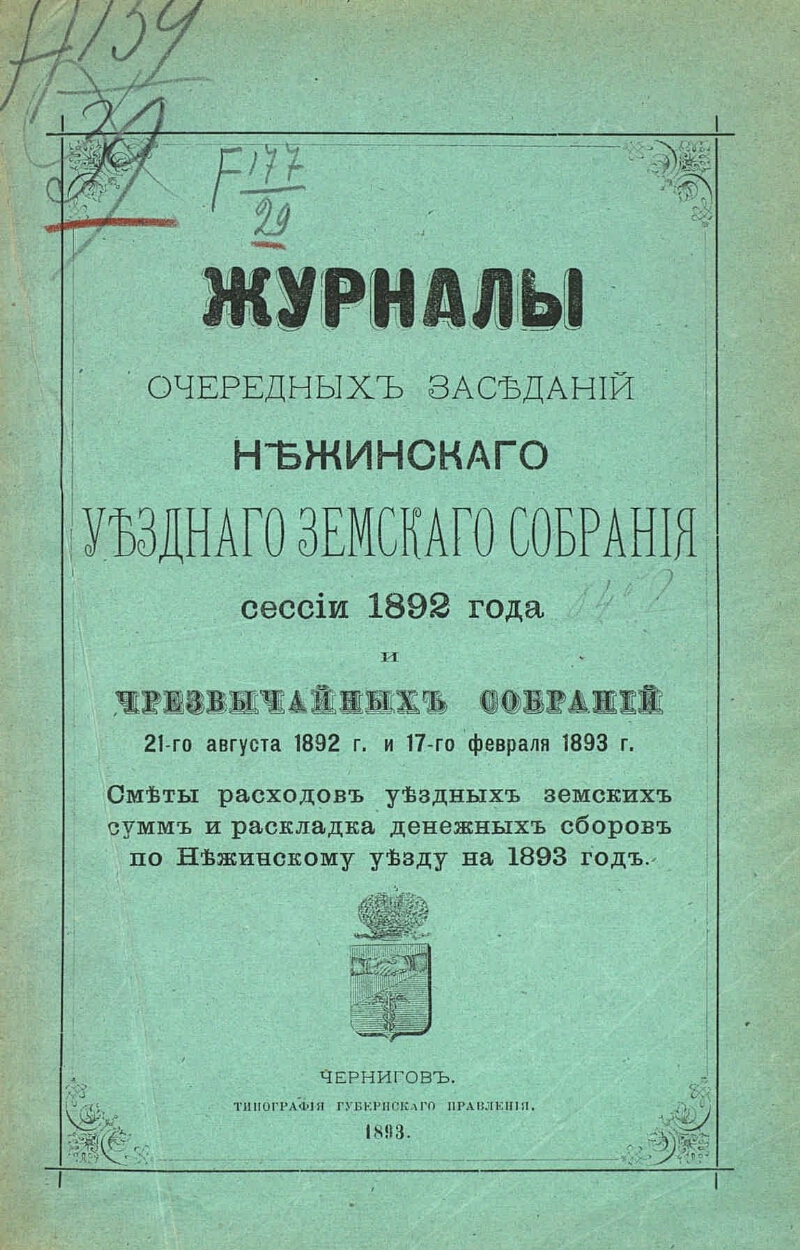 F 177
29
ЖУРНАЛЫ
ОЧЕРЕДНЫХЪ ЗАСѢДАНІЙ
НѢЖИНСКАГО
УѢЗДНАГО ЗЕМСКАГО СОБРАНІЯ
сессіи 1892 года
и
ЧРЕЗВЫЧАЙНЫХЪ СОБРАНІЙ
21-го августа 1892 г. и 17-го февраля 1893 г.
Смѣты расходовъ уѣздныхъ земскихъ
суммъ и раскладка денежныхъ сборовъ
по Нѣжинскому уѣзду на 1893 годъ.
ЧЕРНИГОВЪ.
ТИПОГРАФІЯ ГУБЕРНСКАГО ПРАВЛЕНІЯ.
1893.